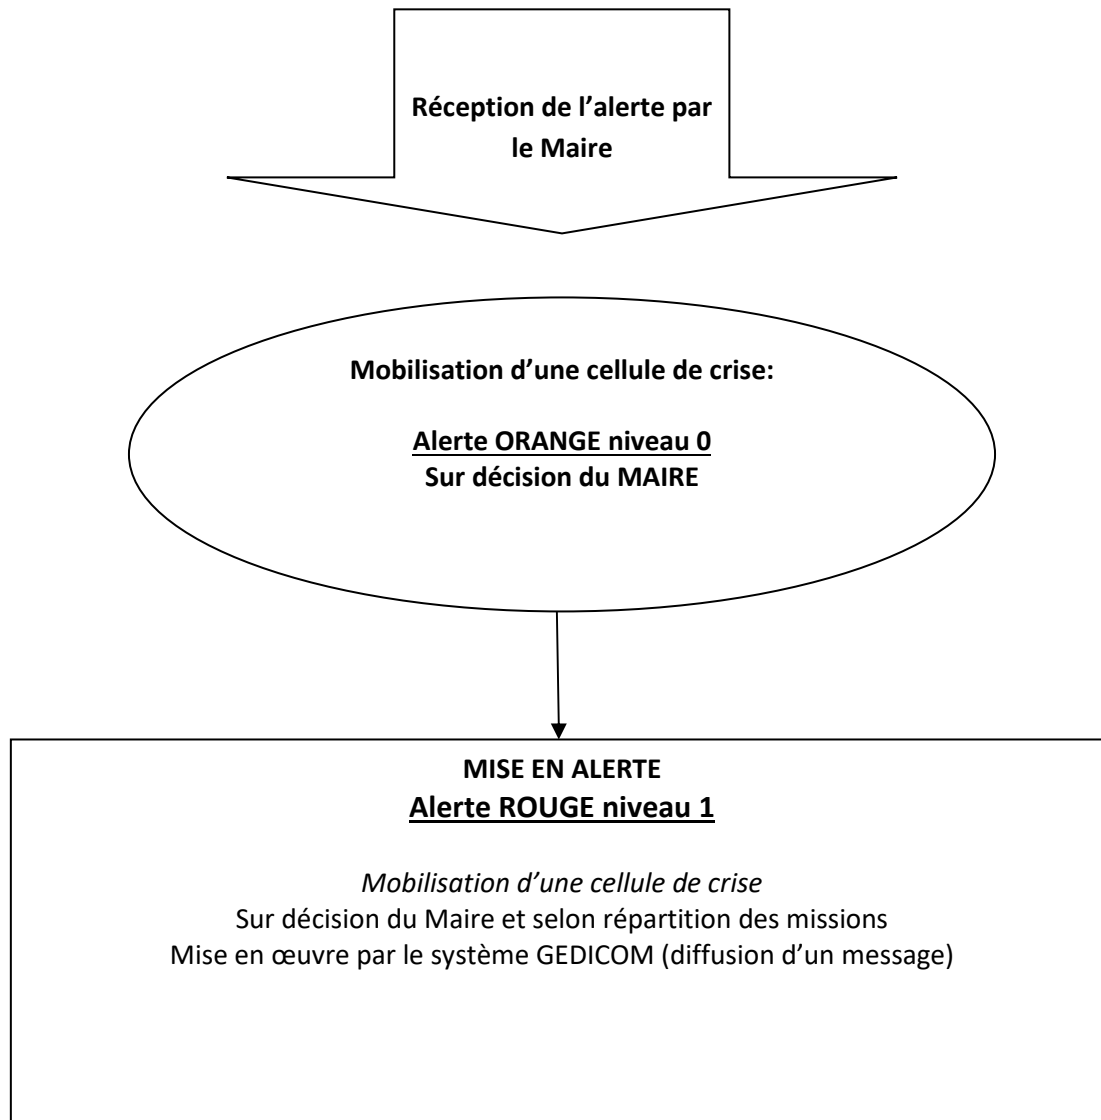 Réception de l’alerte par
le Maire
Mobilisation d’une cellule de crise:
Alerte ORANGE niveau 0
Sur décision du MAIRE
MISE EN ALERTE
Alerte ROUGE niveau 1
Mobilisation d’une cellule de crise
Sur décision du Maire et selon répartition des missions
Mise en œuvre par le système GEDICOM (diffusion d’un message)